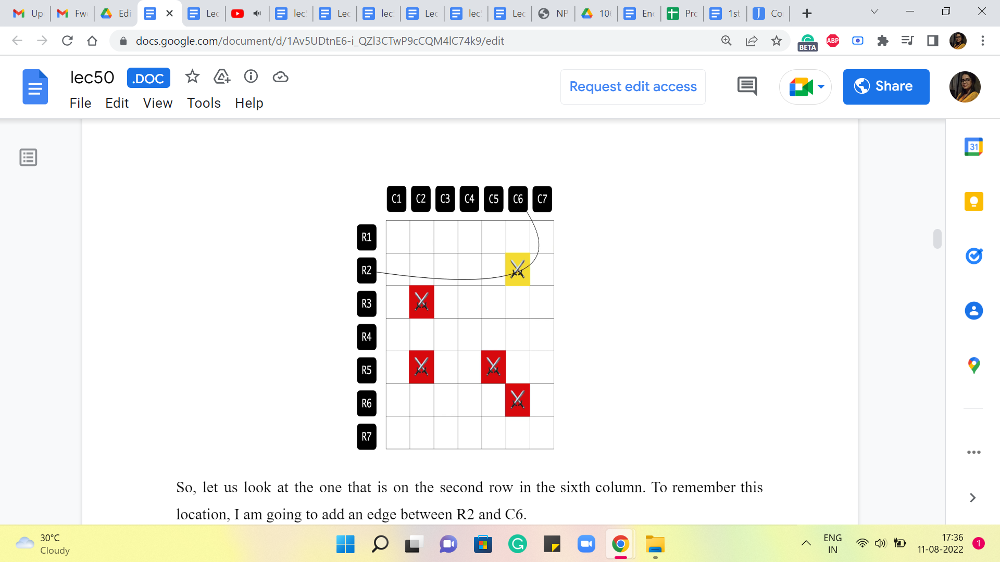 Up
Fw
Edi
Lec
lec
Lec
lec
Lec
lec
Lec
NP
10
Enc
Pro
1st
Co
docs.google.com/document/d/1Av5UDtnE6-i_QZl3CTwP9cCQM4lC74k9/edit
BETA
ABP
lec50
.DOC
File Edit View Tools Help
Request edit access
Share
31
C1 C2 C3 C4 C5 C6 C7
R1
R2
R3
R4
R5
R6
R7
So, let us look at the one that is on the second row in the sixth column. To remember this
location, I am going to add an edge between R2 and C6.
30°C
Cloudy
ENG
IN
17:36
11-08-2022
1